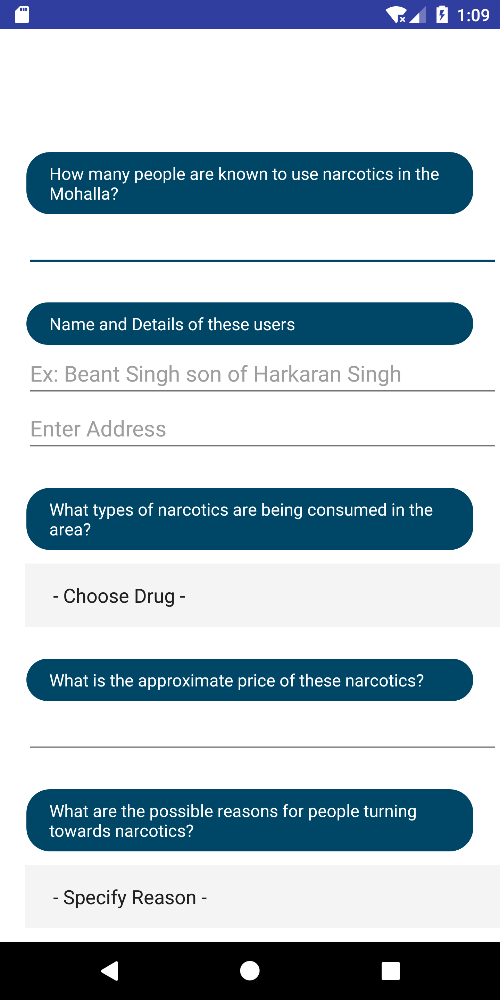 1:09
How many people are known to use narcotics in the
Mohalla?
Name and Details of these users
Ex: Beant Singh son of Harkaran Singh
Enter Address
What types of narcotics are being consumed in the
area?
- Choose Drug -
What is the approximate price of these narcotics?
What are the possible reasons for people turning
towards narcotics?
- Specify Reason -